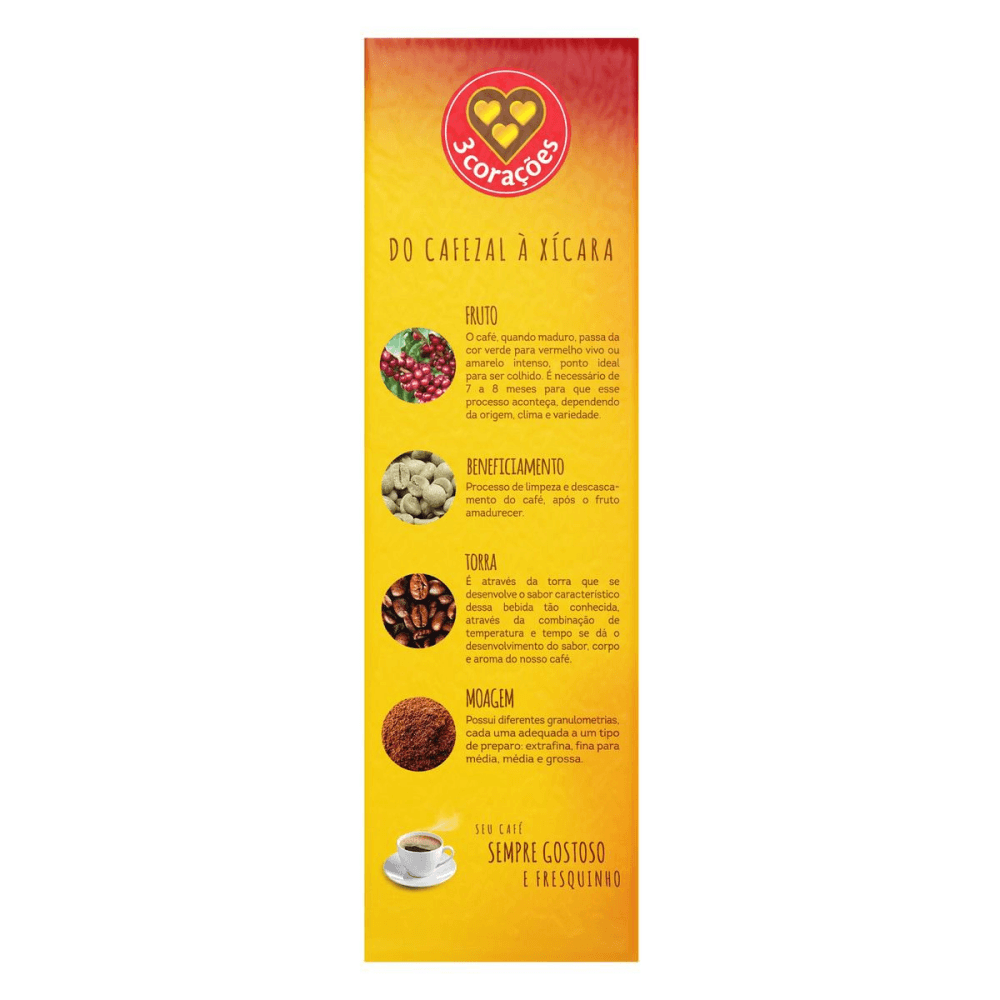 3 corações
DO CAFEZAL À XÍCARA
FRUTO
O café, quando maduro, passa da
cor verde para vermelho vivo ou
amarelo intenso, ponto ideal
para ser colhido. É necessário de
7 a 8 meses para que esse
processo aconteça, dependendo
da origem, clima e variedade.
BENEFICIAMENTO
Processo de limpeza e descasca-
mento do café, após o fruto
amadurecer.
TORRA
É através da torra que se
desenvolve o sabor característico
dessa bebida tão conhecida,
através da combinação de
temperatura e tempo se dá o
desenvolvimento do sabor, corpo
e aroma do nosso café.
MOAGEM
Possui diferentes granulometrias,
cada uma adequada a um tipo
de preparo: extrafina, fina para
média, média e grossa.
SEU CAFÉ
SEMPRE GOSTOSO
E FRESQUINHO